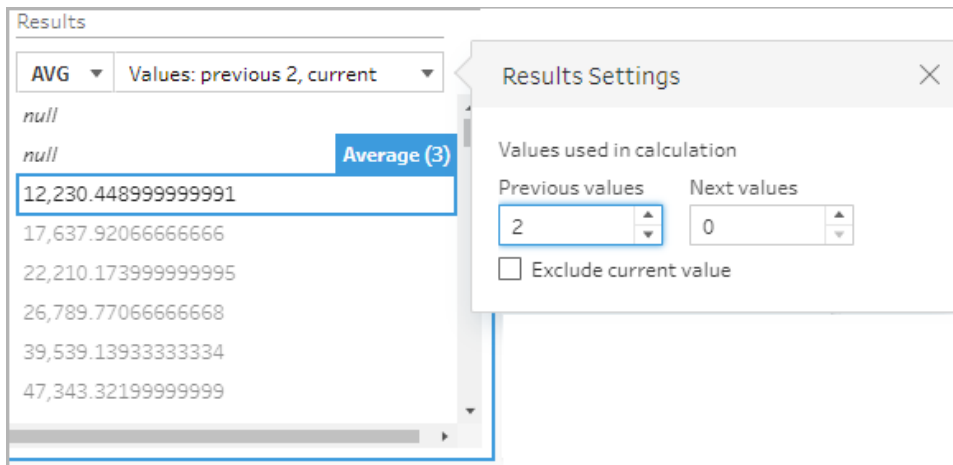 Results
AVG Values: previous 2, current
null
null Average (3)
12,230.448999999991
17,637.92066666666
22,210.173999999995
26,789.77066666668
39,539.13933333334
47,343.32199999999
Results Settings
Values used in calculation
Previous values Next values
2 0
Exclude current value